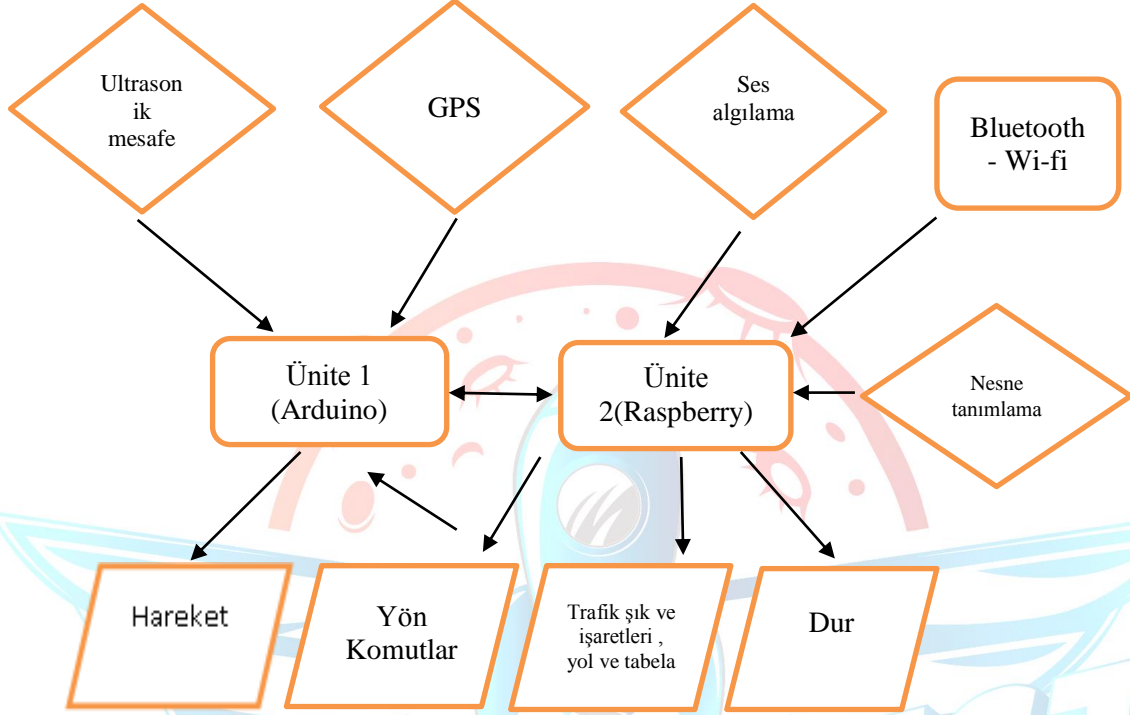 Ultrason
ik
mesafe
GPS
Ses
algılama
Bluetooth
- Wi-fi
Ünite 1
(Arduino)
Ünite
2(Raspberry)
Nesne
tanımlama
Hareket
Yön
Komutlar
Trafik şık ve
işaretleri ,
yol ve tabela
Dur